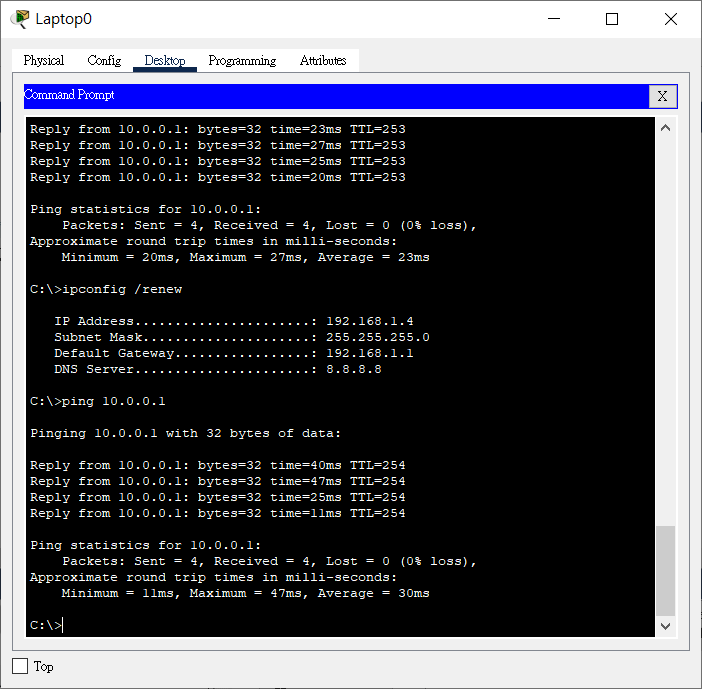 Laptop0
Physical Config Desktop Programming Attributes
Command Prompt X
Reply from 10.0.0.1: bytes=32 time=23ms TTL=253
Reply from 10.0.0.1: bytes=32 time=27ms TTL=253
Reply from 10.0.0.1: bytes=32 time=25ms TTL=253
Reply from 10.0.0.1: bytes=32 time=20ms TTL=253
Ping statistics for 10.0.0.1:
Packets: Sent = 4, Received = 4, Lost = 0 (0% loss),
Approximate round trip times in milli-seconds:
Minimum = 20ms, Maximum = 27ms, Average = 23ms
C:\>ipconfig /renew
IP Address......................: 192.168.1.4
Subnet Mask.....................: 255.255.255.0
Default Gateway.................: 192.168.1.1
DNS Server......................: 8.8.8.8
C:\>ping 10.0.0.1
Pinging 10.0.0.1 with 32 bytes of data:
Reply from 10.0.0.1: bytes=32 time=40ms TTL=254
Reply from 10.0.0.1: bytes=32 time=47ms TTL=254
Reply from 10.0.0.1: bytes=32 time=25ms TTL=254
Reply from 10.0.0.1: bytes=32 time=11ms TTL=254
Ping statistics for 10.0.0.1:
Packets: Sent = 4, Received = 4, Lost = 0 (0% loss),
Approximate round trip times in milli-seconds:
Minimum = 11ms, Maximum = 47ms, Average = 30ms
C:\>
Top